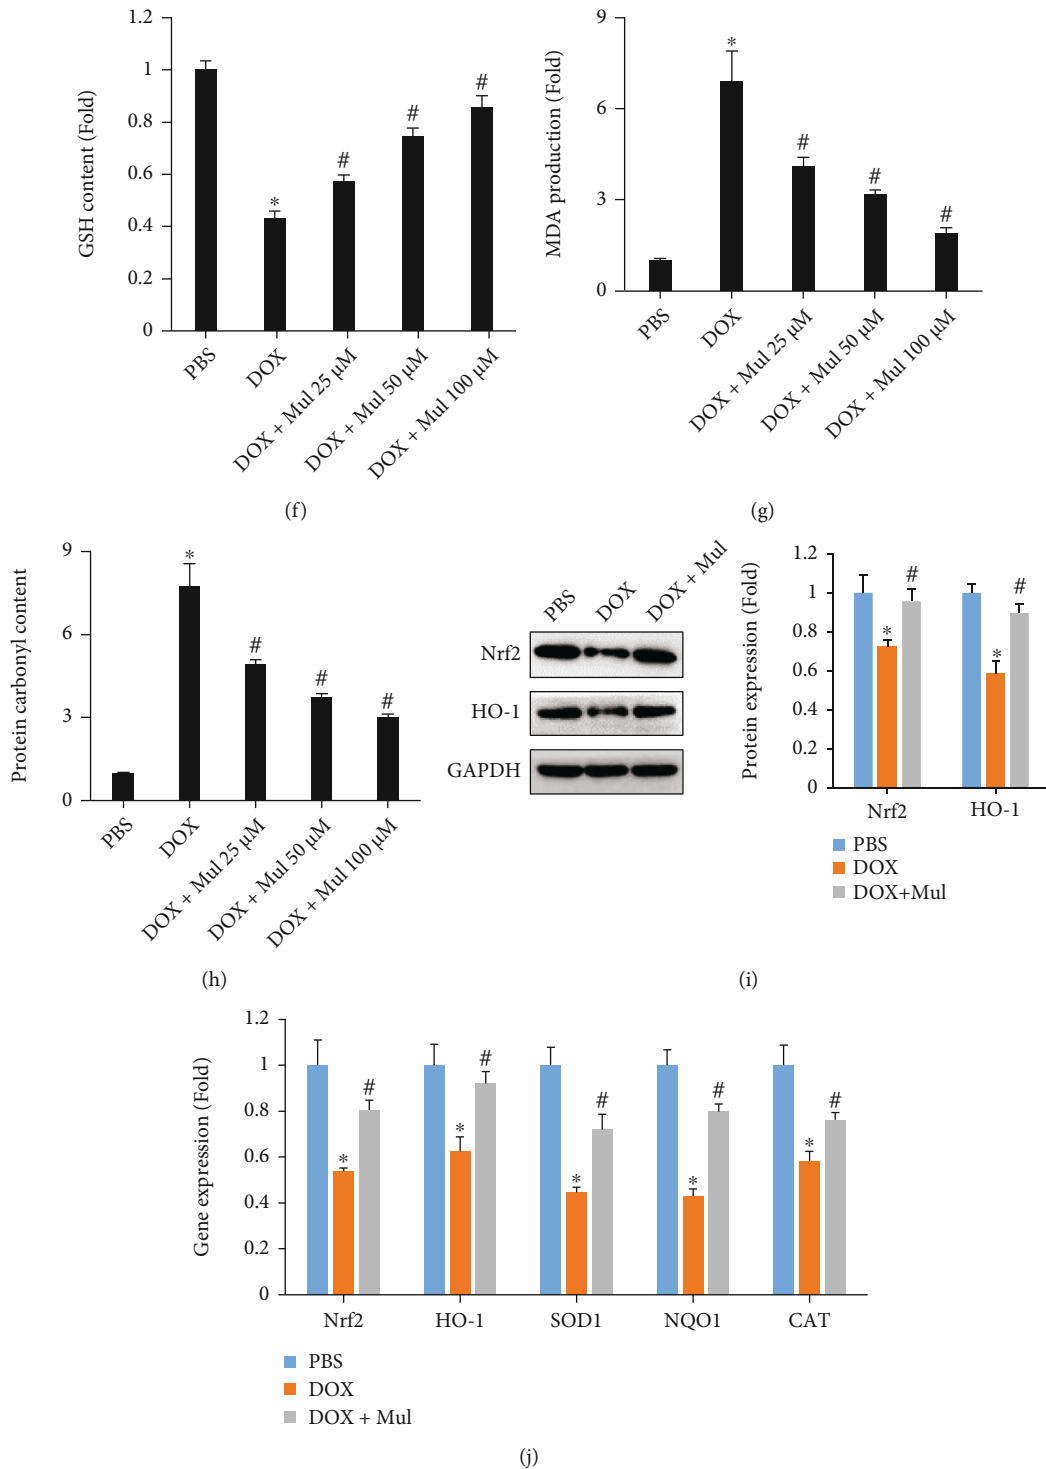 GSH content (Fold)
1.2
1
0.8
0.6
0.4
0.2
0
*
#
#
#
PBS
DOX
DOX + Mul 25 μM
DOX + Mul 50 μM
DOX + Mul 100 μM
(f)
MDA production (Fold)
9
6
3
0
*
#
#
#
PBS
DOX
DOX + Mul 25 μM
DOX + Mul 50 μM
DOX + Mul 100 μM
(g)
Protein carbonyl content
9
6
3
0
*
#
#
#
PBS
DOX
DOX + Mul 25 μM
DOX + Mul 50 μM
DOX + Mul 100 μM
(h)
PBS
DOX
DOX + Mul
Nrf2
HO-1
GAPDH
Protein expression (Fold)
1.2
1
0.8
0.6
0.4
0.2
0
*
#
*
#
Nrf2
HO-1
PBS
DOX
DOX+Mul
(i)
Gene expression (Fold)
1.2
1
0.8
0.6
0.4
0.2
0
*
#
*
#
*
#
*
#
*
#
Nrf2
HO-1
SOD1
NQO1
CAT
PBS
DOX
DOX + Mul
(j)